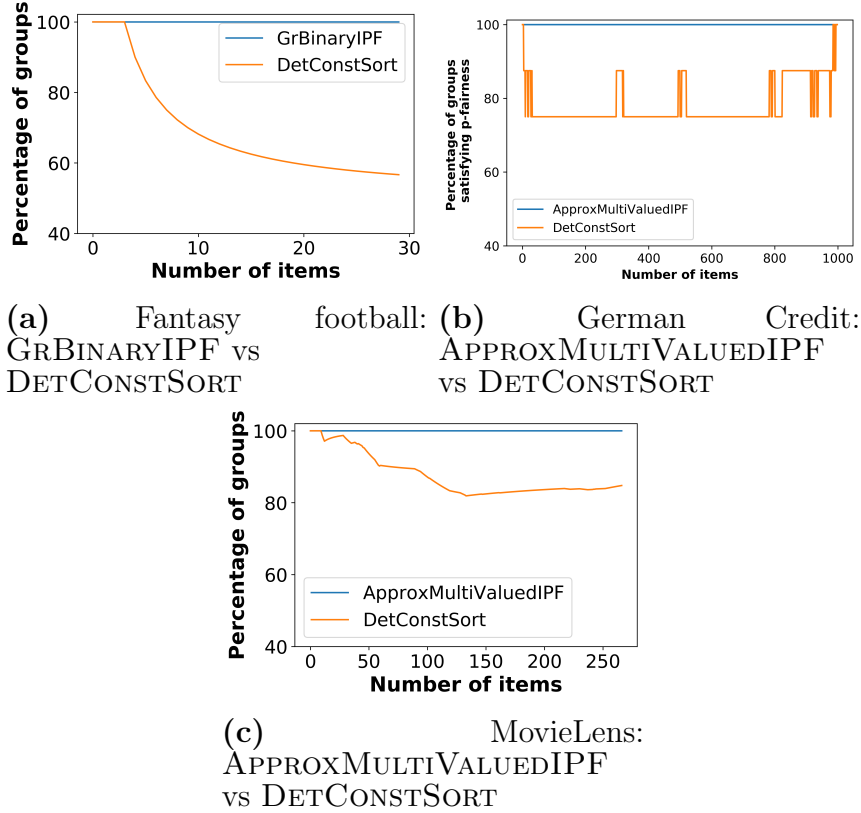 100
80
60
40
Percentage of groups
GrBinaryIPF
DetConstSort
0 10 20 30
Number of items
100
80
60
40
Percentage of groups
satisfying p-fairness
ApproxMultiValuedIPF
DetConstSort
0 200 400 600 800 1000
Number of items
(a) Fantasy football:
GRBINARYIPF vs
DETCONSTSORT
(b) German Credit:
APPROXMULTIVALUEDIPF
vs DETCONSTSORT
100
80
60
40
Percentage of groups
ApproxMultiValuedIPF
DetConstSort
0 50 100 150 200 250
Number of items
(c) MovieLens:
APPROXMULTIVALUEDIPF
vs DETCONSTSORT